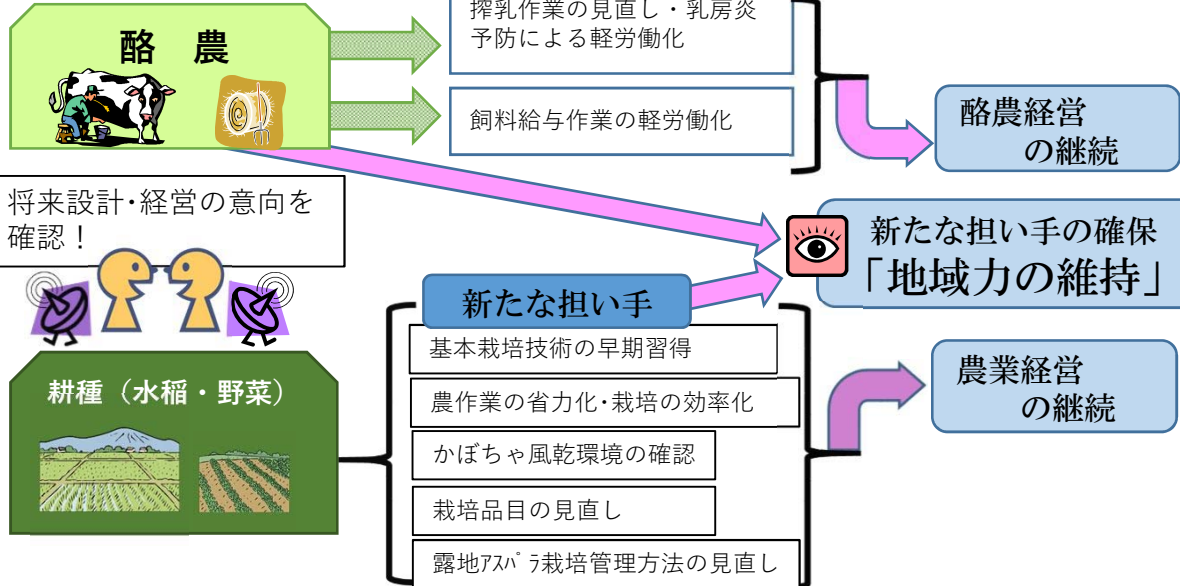 酪　農
搾乳作業の見直し・乳房炎
予防による軽労働化
飼料給与作業の軽労働化
酪農経営
の継続
将来設計･経営の意向を
確認！
新たな担い手の確保
「地域力の維持」
新たな担い手
基本栽培技術の早期習得
農作業の省力化･栽培の効率化
かぼちゃ風乾環境の確認
栽培品目の見直し
露地ｱｽﾊﾟﾗ栽培管理方法の見直し
耕種（水稲・野菜）
農業経営
の継続